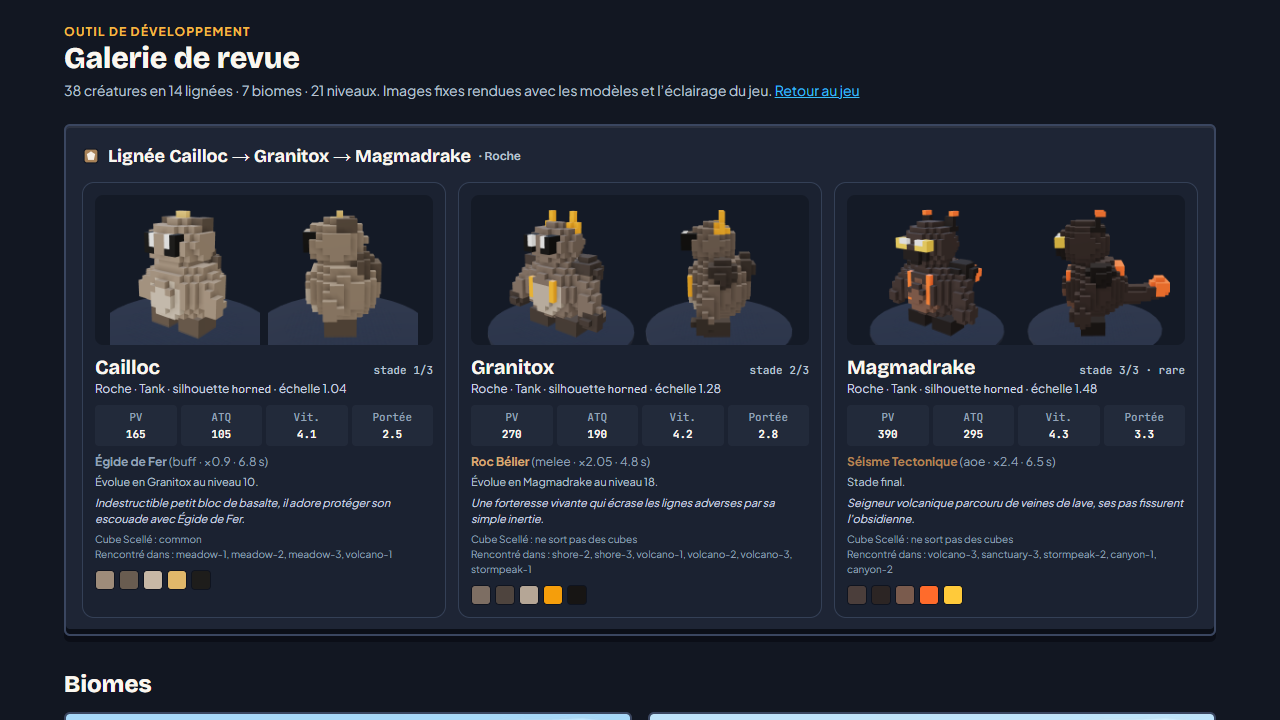 OUTIL DE DÉVELOPPEMENT
Galerie de revue
38 créatures en 14 lignées · 7 biomes · 21 niveaux. Images fixes rendues avec les modèles et l'éclairage du jeu. Retour au jeu
Lignée Cailloc → Granitox → Magmadrake · Roche
Cailloc stade 1/3
Roche · Tank · silhouette horned · échelle 1.04
PV ATQ Vit. Portée
165 105 4.1 2.5
Égide de Fer (buff · ×0.9 · 6.8 s)
Évolue en Granitox au niveau 10.
Indestructible petit bloc de basalte, il adore protéger son
escouade avec Égide de Fer.
Cube Scellé : common
Rencontré dans : meadow-1, meadow-2, meadow-3, volcano-1
Granitox stade 2/3
Roche · Tank · silhouette horned · échelle 1.28
PV ATQ Vit. Portée
270 190 4.2 2.8
Roc Bélier (melee · ×2.05 · 4.8 s)
Évolue en Magmadrake au niveau 18.
Une forteresse vivante qui écrase les lignes adverses par sa
simple inertie.
Cube Scellé : ne sort pas des cubes
Rencontré dans : shore-2, shore-3, volcano-1, volcano-2, volcano-3,
stormpeak-1
Magmadrake stade 3/3 · rare
Roche · Tank · silhouette horned · échelle 1.48
PV ATQ Vit. Portée
390 295 4.3 3.3
Séisme Tectonique (aoe · ×2.4 · 6.5 s)
Stade final.
Seigneur volcanique parcouru de veines de lave, ses pas fissurent
l'obsidienne.
Cube Scellé : ne sort pas des cubes
Rencontré dans : volcano-3, sanctuary-3, stormpeak-2, canyon-1,
canyon-2
Biomes